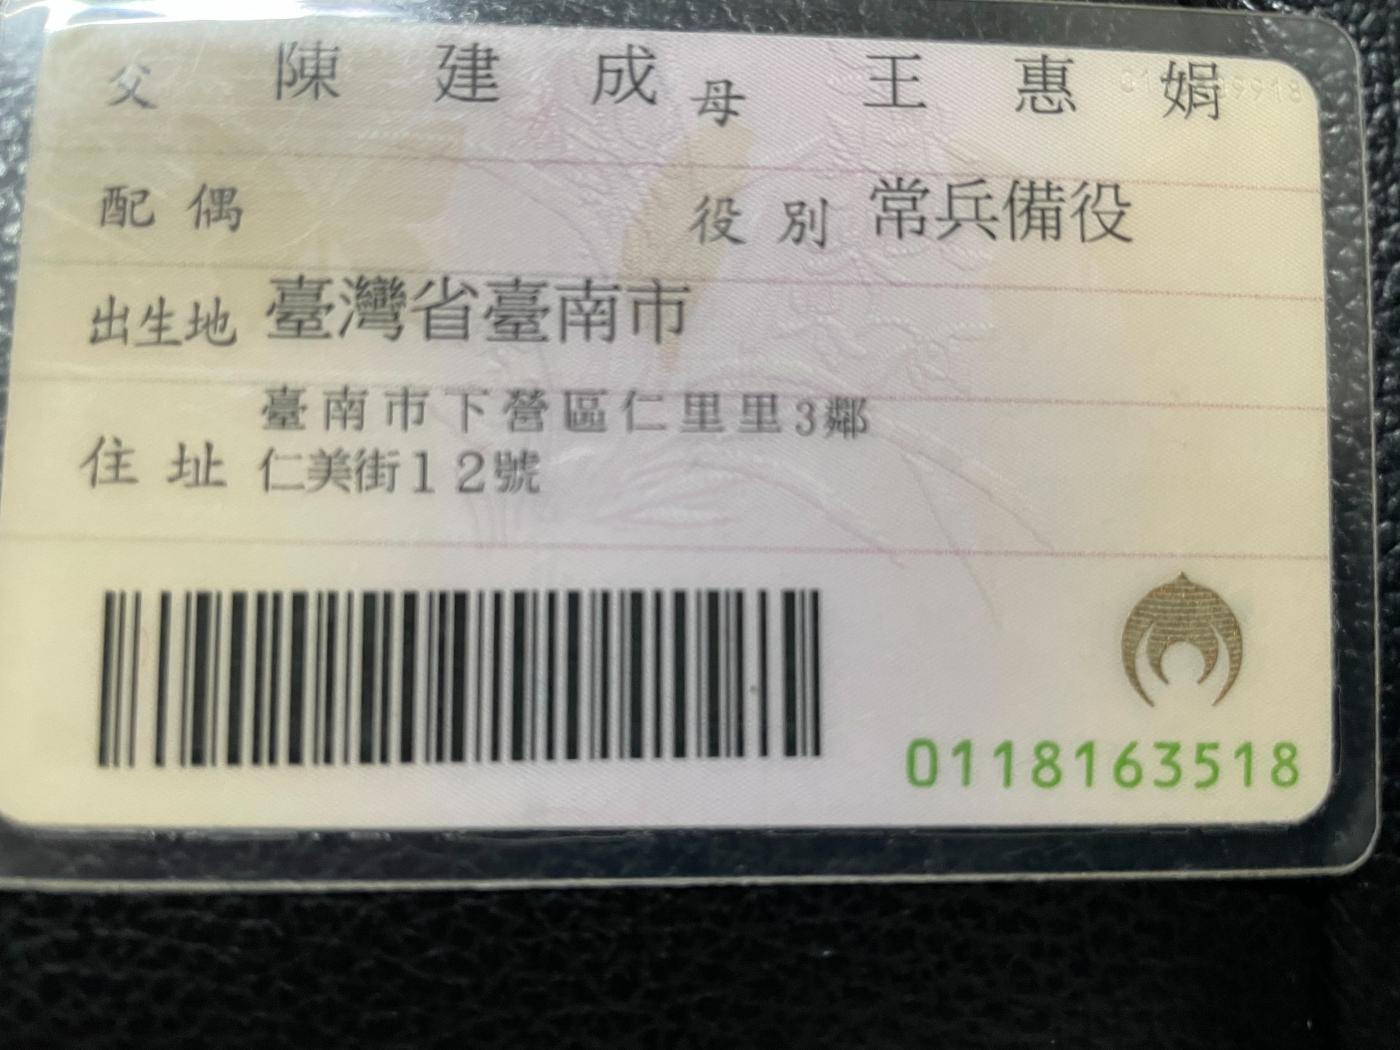 父 陳建成 母 王惠娟
配偶 役別 常兵備役
出生地 臺灣省臺南市
住址 臺南市下營區仁里里3鄰
仁美街12號
0118163518